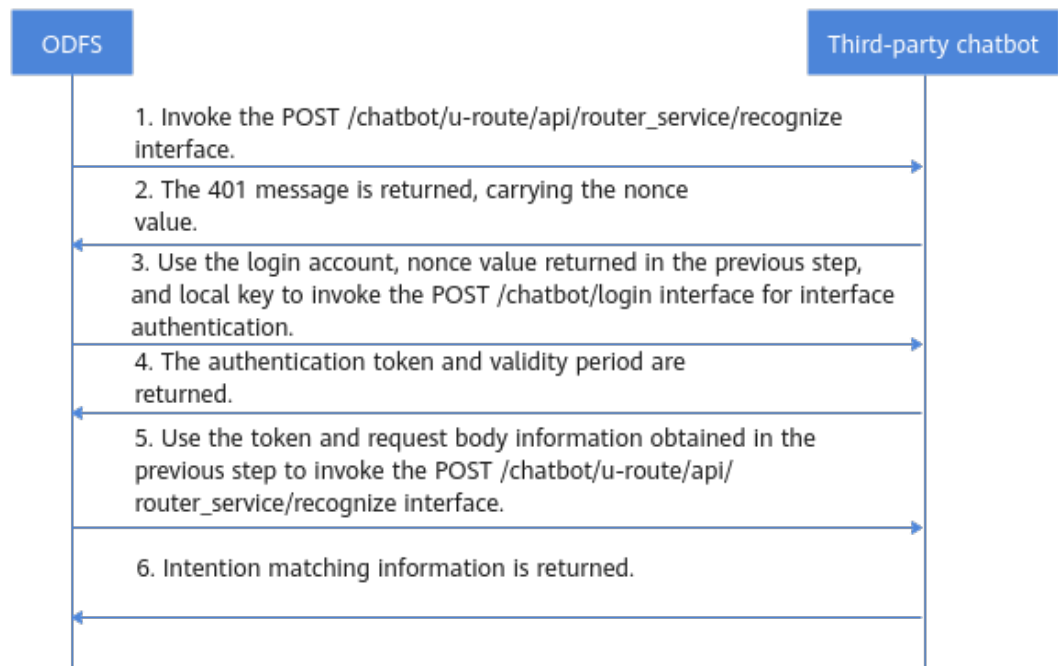 ODFS
Third-party chatbot
1. Invoke the POST /chatbot/u-route/api/router_service/recognize
interface.
2. The 401 message is returned, carrying the nonce
value.
3. Use the login account, nonce value returned in the previous step,
and local key to invoke the POST /chatbot/login interface for interface
authentication.
4. The authentication token and validity period are
returned.
5. Use the token and request body information obtained in the
previous step to invoke the POST /chatbot/u-route/api/
router_service/recognize interface.
6. Intention matching information is returned.